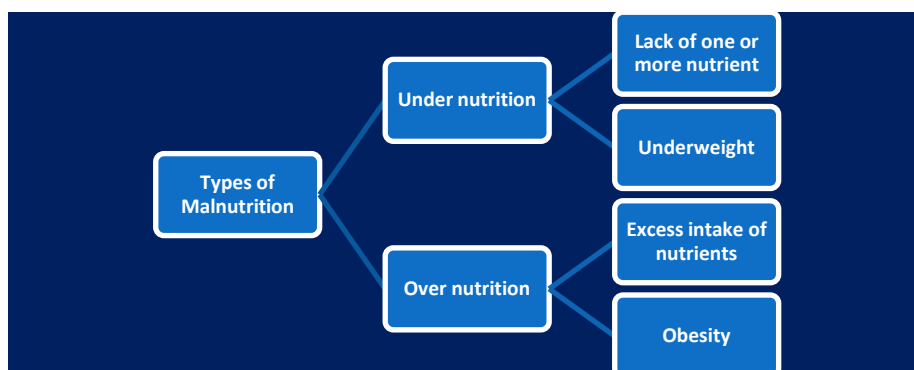 Types of
Malnutrition
Under nutrition
Lack of one or
more nutrient
Underweight
Over nutrition
Excess intake of
nutrients
Obesity